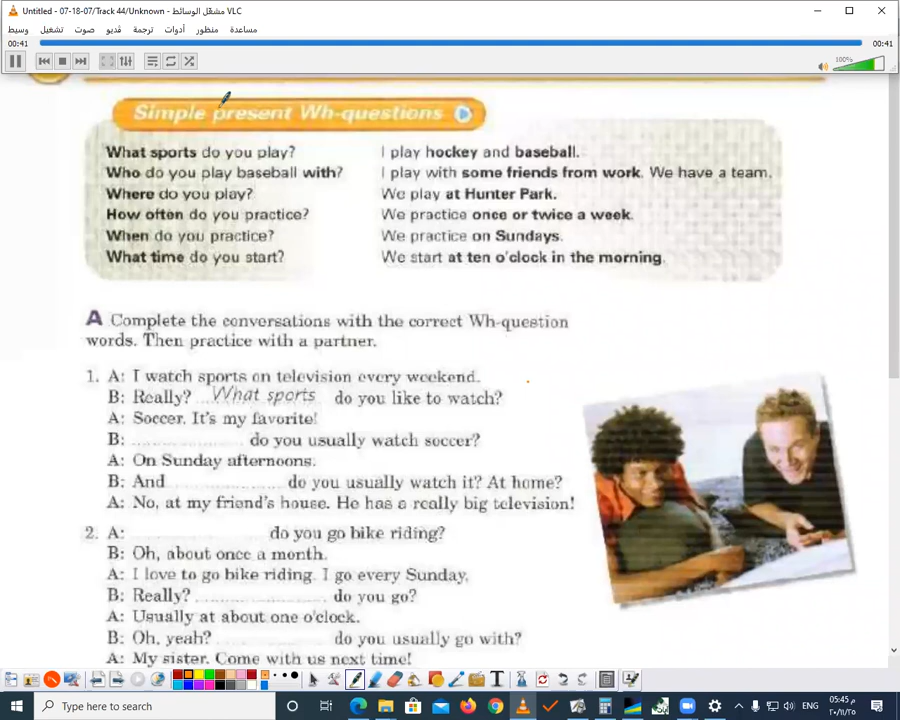 Untitled - 07-18-07/Track 44/Unknown - مشغل الوسائط VLC
وسيط تشغيل صوت فيديو ترجمة أدوات منظور مساعدة
00:41 00:41
100%
Simple present Wh-questions
What sports do you play? I play hockey and baseball.
Who do you play baseball with? I play with some friends from work. We have a team.
Where do you play? We play at Hunter Park.
How often do you practice? We practice once or twice a week.
When do you practice? We practice on Sundays.
What time do you start? We start at ten o'clock in the morning.
A Complete the conversations with the correct Wh-question
words. Then practice with a partner.
1. A: I watch sports on television every weekend.
B: Really? What sports do you like to watch?
A: Soccer. It's my favorite!
B: .................... do you usually watch soccer?
A: On Sunday afternoons.
B: And .................... do you usually watch it? At home?
A: No, at my friend's house. He has a really big television!
2. A: .................... do you go bike riding?
B: Oh, about once a month.
A: I love to go bike riding. I go every Sunday.
B: Really? .................... do you go?
A: Usually at about one o'clock.
B: Oh, yeah? .................... do you usually go with?
A: My sister. Come with us next time!
T
Type here to search
ENG
05:45 م